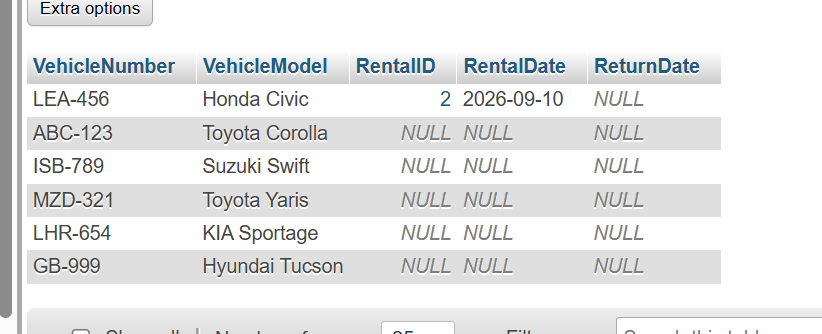 Extra options
VehicleNumber VehicleModel RentalID RentalDate ReturnDate
LEA-456 Honda Civic 2 2026-09-10 NULL
ABC-123 Toyota Corolla NULL NULL NULL
ISB-789 Suzuki Swift NULL NULL NULL
MZD-321 Toyota Yaris NULL NULL NULL
LHR-654 KIA Sportage NULL NULL NULL
GB-999 Hyundai Tucson NULL NULL NULL